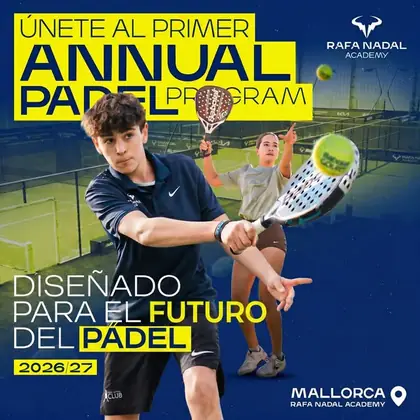 ÚNETE AL PRIMER
ANNUAL
PADEL PROGRAM
RAFA NADAL
ACADEMY
DISEÑADO
PARA EL FUTURO
DEL PÁDEL
2026/27
MALLORCA
RAFA NADAL ACADEMY